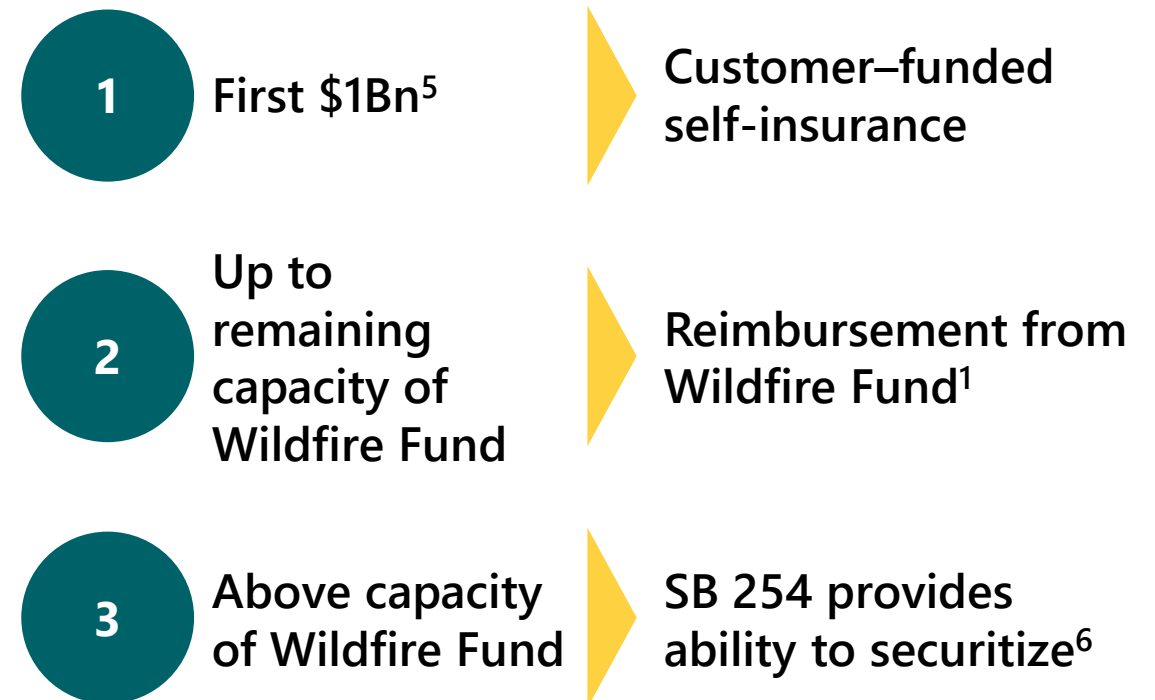 1
First $1Bn⁵
Customer–funded
self-insurance
2
Up to
remaining
capacity of
Wildfire Fund
Reimbursement from
Wildfire Fund¹
3
Above capacity
of Wildfire Fund
SB 254 provides
ability to securitize⁶